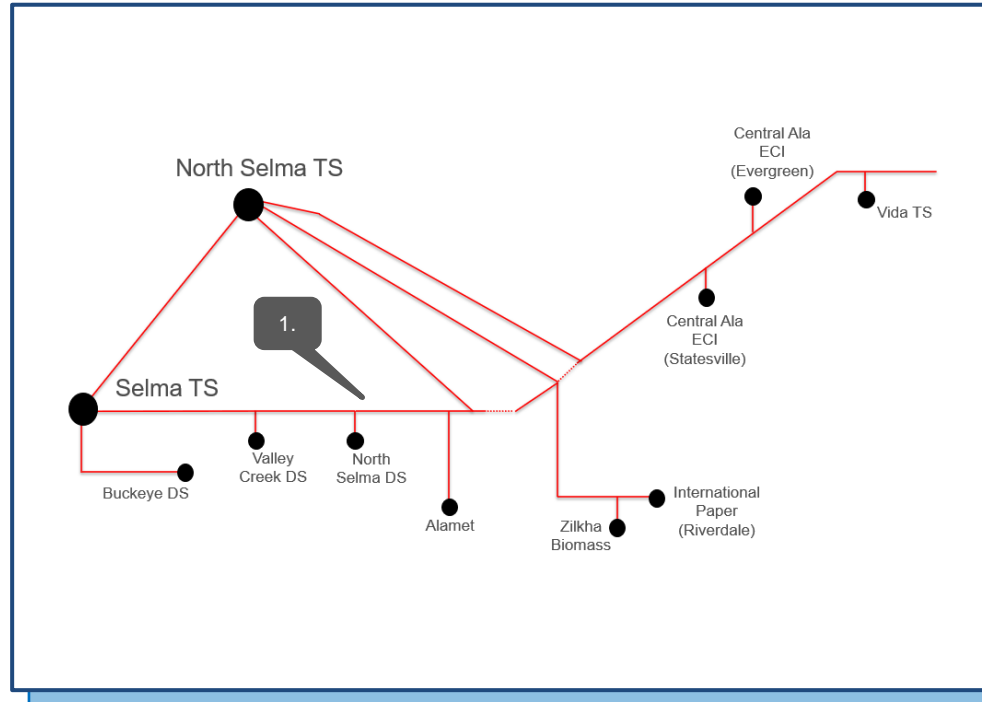 Central Ala
ECI
(Evergreen)
North Selma TS
Vida TS
1.
Central Ala
ECI
(Statesville)
Selma TS
Valley
Creek DS
North
Selma DS
Buckeye DS
Alamet
International
Paper
(Riverdale)
Zilkha
Biomass